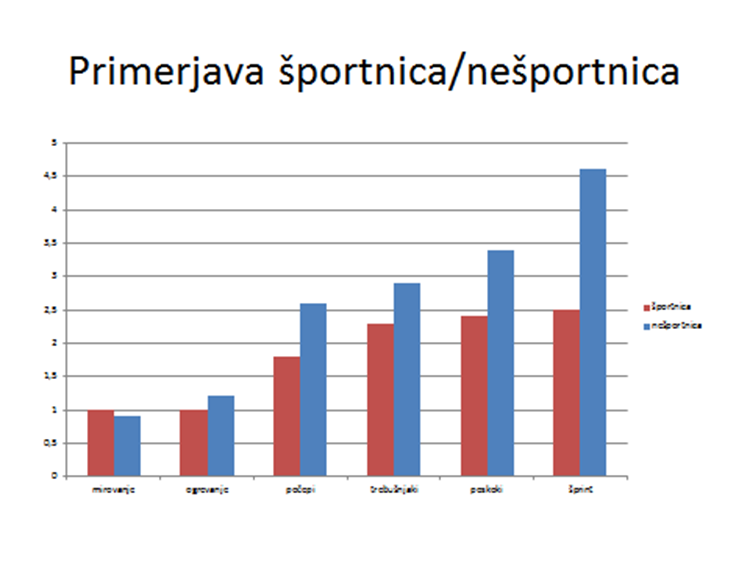 Primerjava športnica/nešportnica
5
4,5
4
3,5
3
2,5
2
1,5
1
0,5
0
mirovanje
ogrevanje
počepi
trebušnjaki
poskoki
šprint
športnica
nešportnica